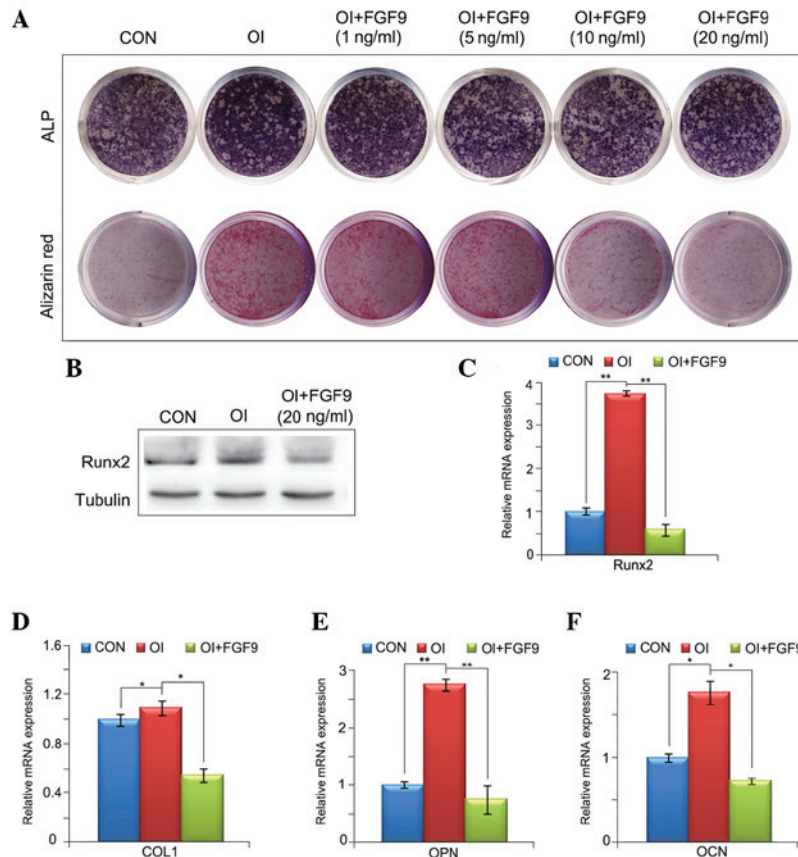 A
CON
OI
OI+FGF9
(1 ng/ml)
OI+FGF9
(5 ng/ml)
OI+FGF9
(10 ng/ml)
OI+FGF9
(20 ng/ml)
ALP
Alizarin red
B
CON
OI
OI+FGF9
(20 ng/ml)
Runx2
Tubulin
C
CON OI OI+FGF9
Relative mRNA expression
4
3
2
1
0
** **
Runx2
D
CON OI OI+FGF9
Relative mRNA expression
1.6
1.2
0.8
0.4
0
* *
COL1
E
CON OI OI+FGF9
Relative mRNA expression
3
2
1
0
** **
OPN
F
CON OI OI+FGF9
Relative mRNA expression
2
1
0
* *
OCN